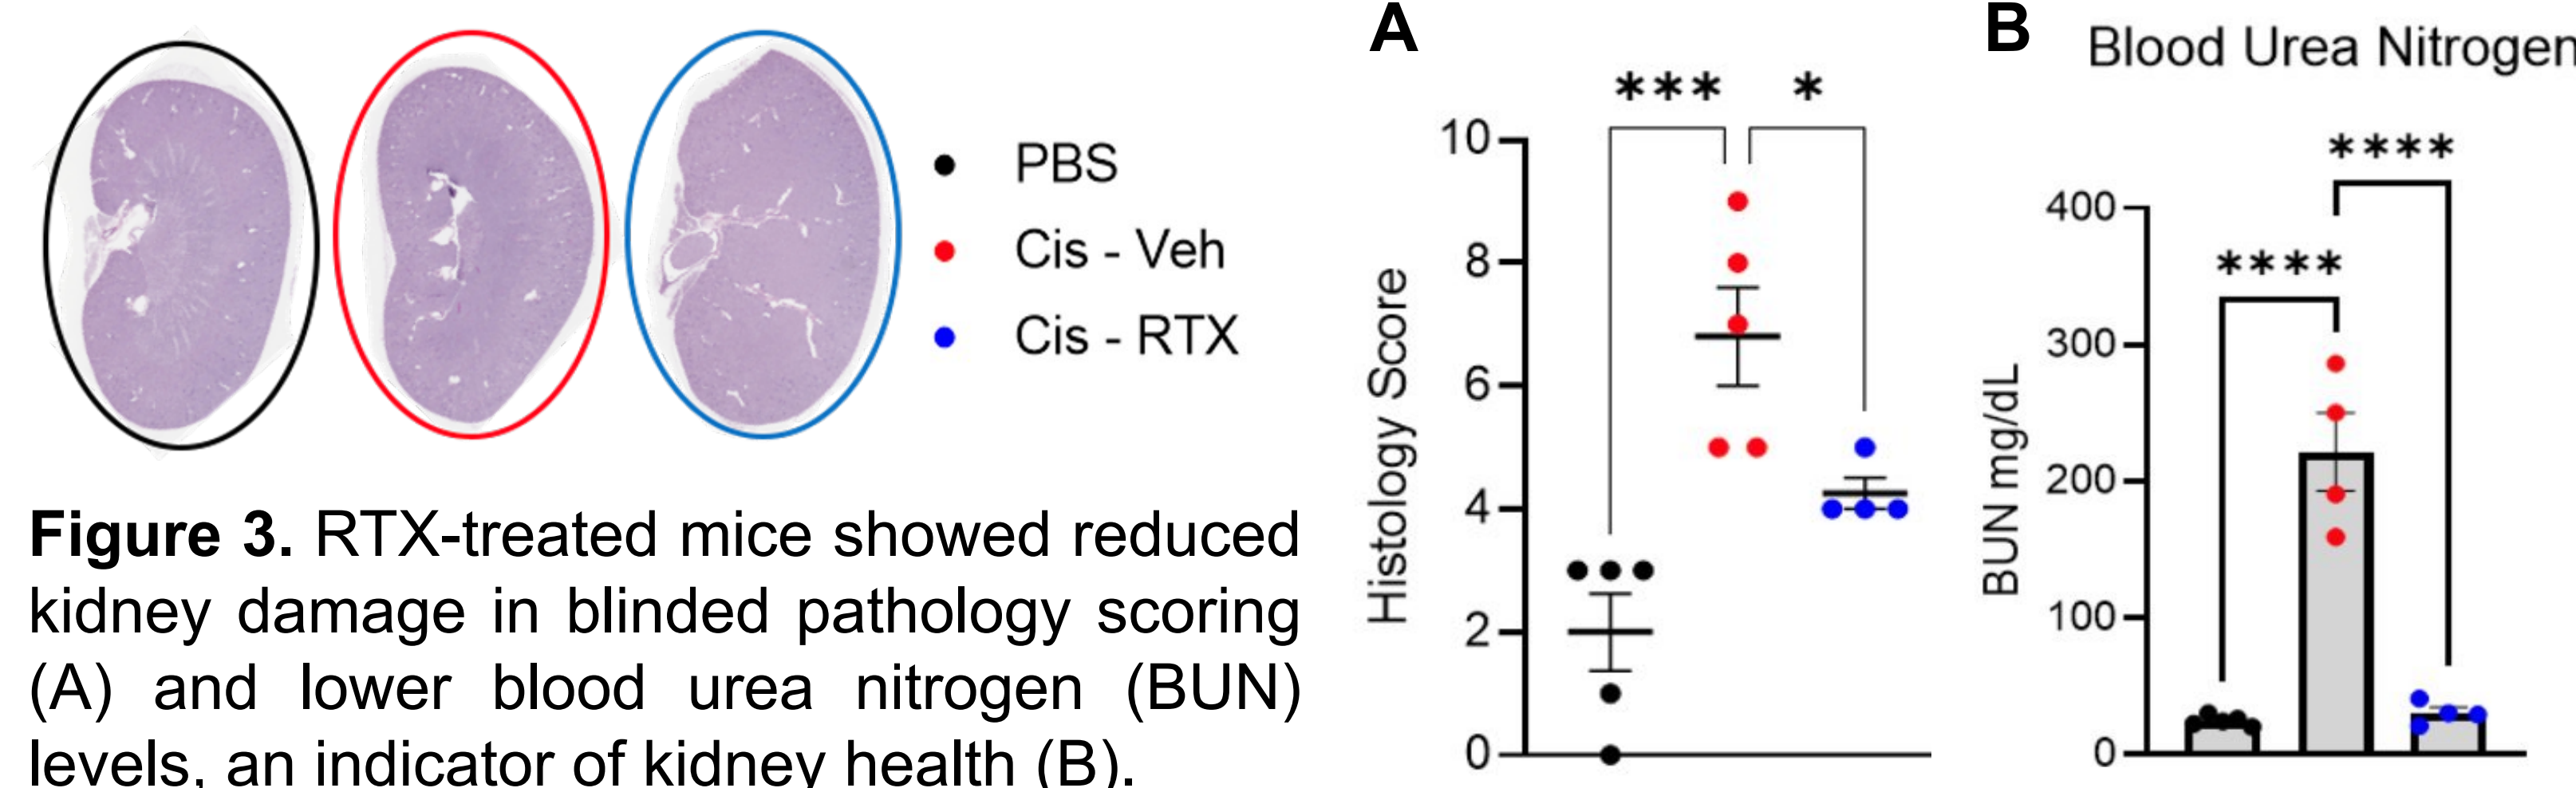 PBS
Cis - Veh
Cis - RTX
Figure 3. RTX-treated mice showed reduced
kidney damage in blinded pathology scoring
(A) and lower blood urea nitrogen (BUN)
levels, an indicator of kidney health (B).
A
*** *
Histology Score
10
8
6
4
2
0
B
Blood Urea Nitrogen
****
****
BUN mg/dL
400
300
200
100
0